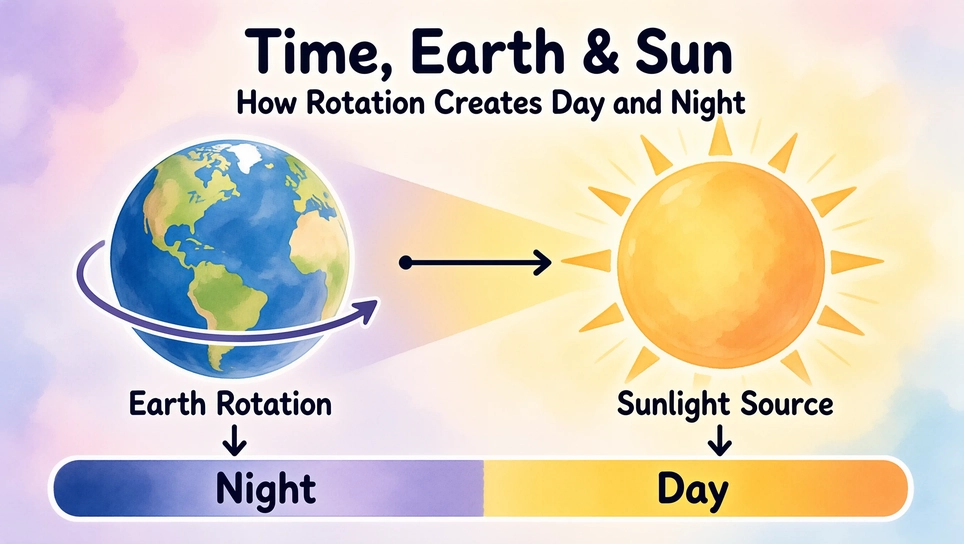 Time, Earth & Sun
How Rotation Creates Day and Night
Earth Rotation
Sunlight Source
Night
Day